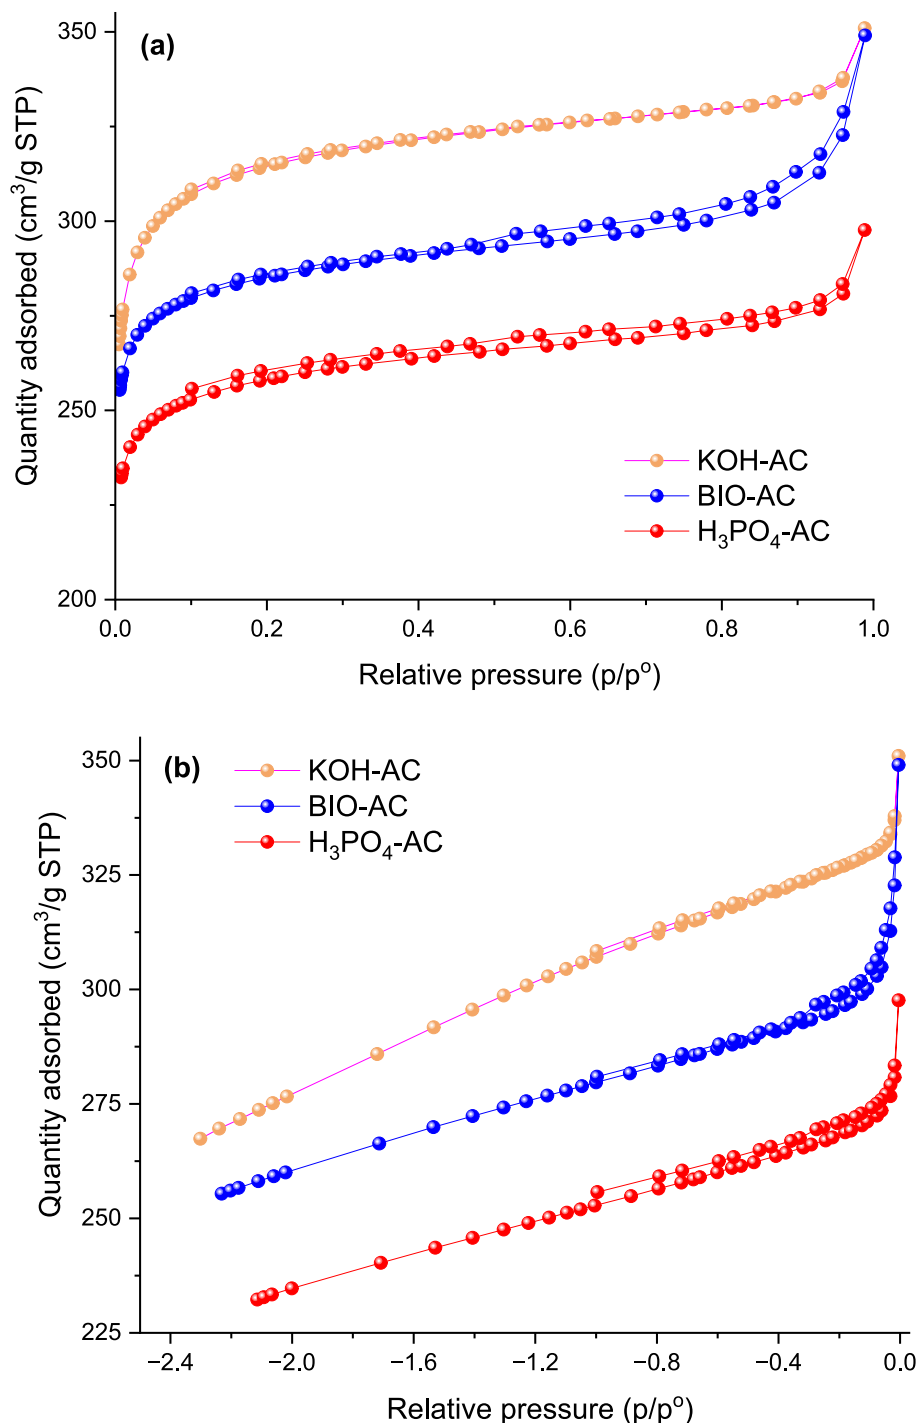 (a)
350
300
250
200
Quantity adsorbed (cm³/g STP)
KOH-AC
BIO-AC
H₃PO₄-AC
0.0 0.2 0.4 0.6 0.8 1.0
Relative pressure (p/pº)
(b)
KOH-AC
BIO-AC
H₃PO₄-AC
350
325
300
275
250
225
Quantity adsorbed (cm³/g STP)
−2.4 −2.0 −1.6 −1.2 −0.8 −0.4 0.0
Relative pressure (p/pº)